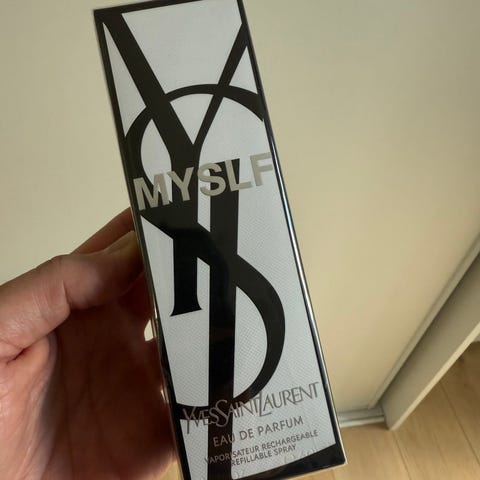 MYSLF
YVESSAINTLAURENT
EAU DE PARFUM
VAPORISATEUR RECHARGEABLE
REFILLABLE SPRAY